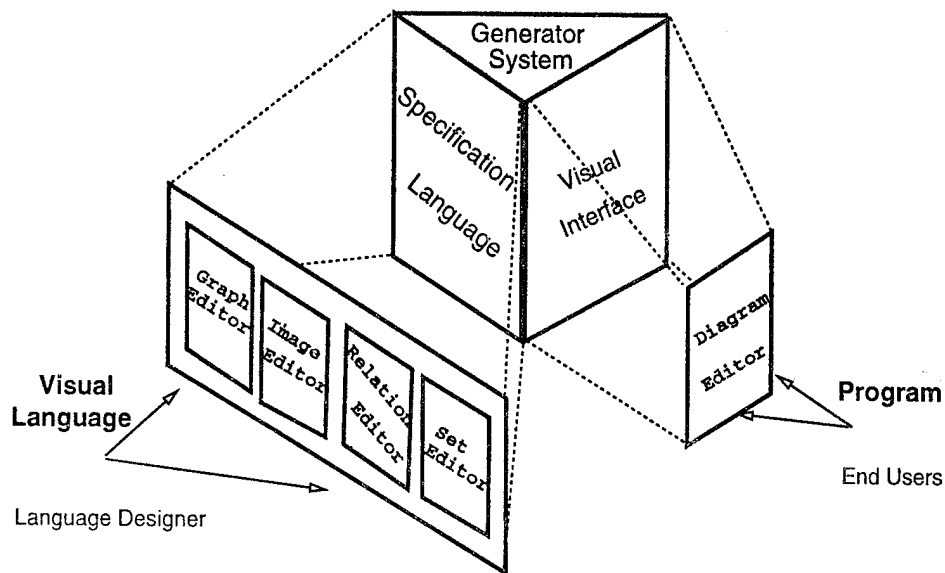 Generator
System
Specification
Language
Visual
Interface
Graph
Editor
Image
Editor
Relation
Editor
Set
Editor
Diagram
Editor
Visual
Language
Language Designer
Program
End Users